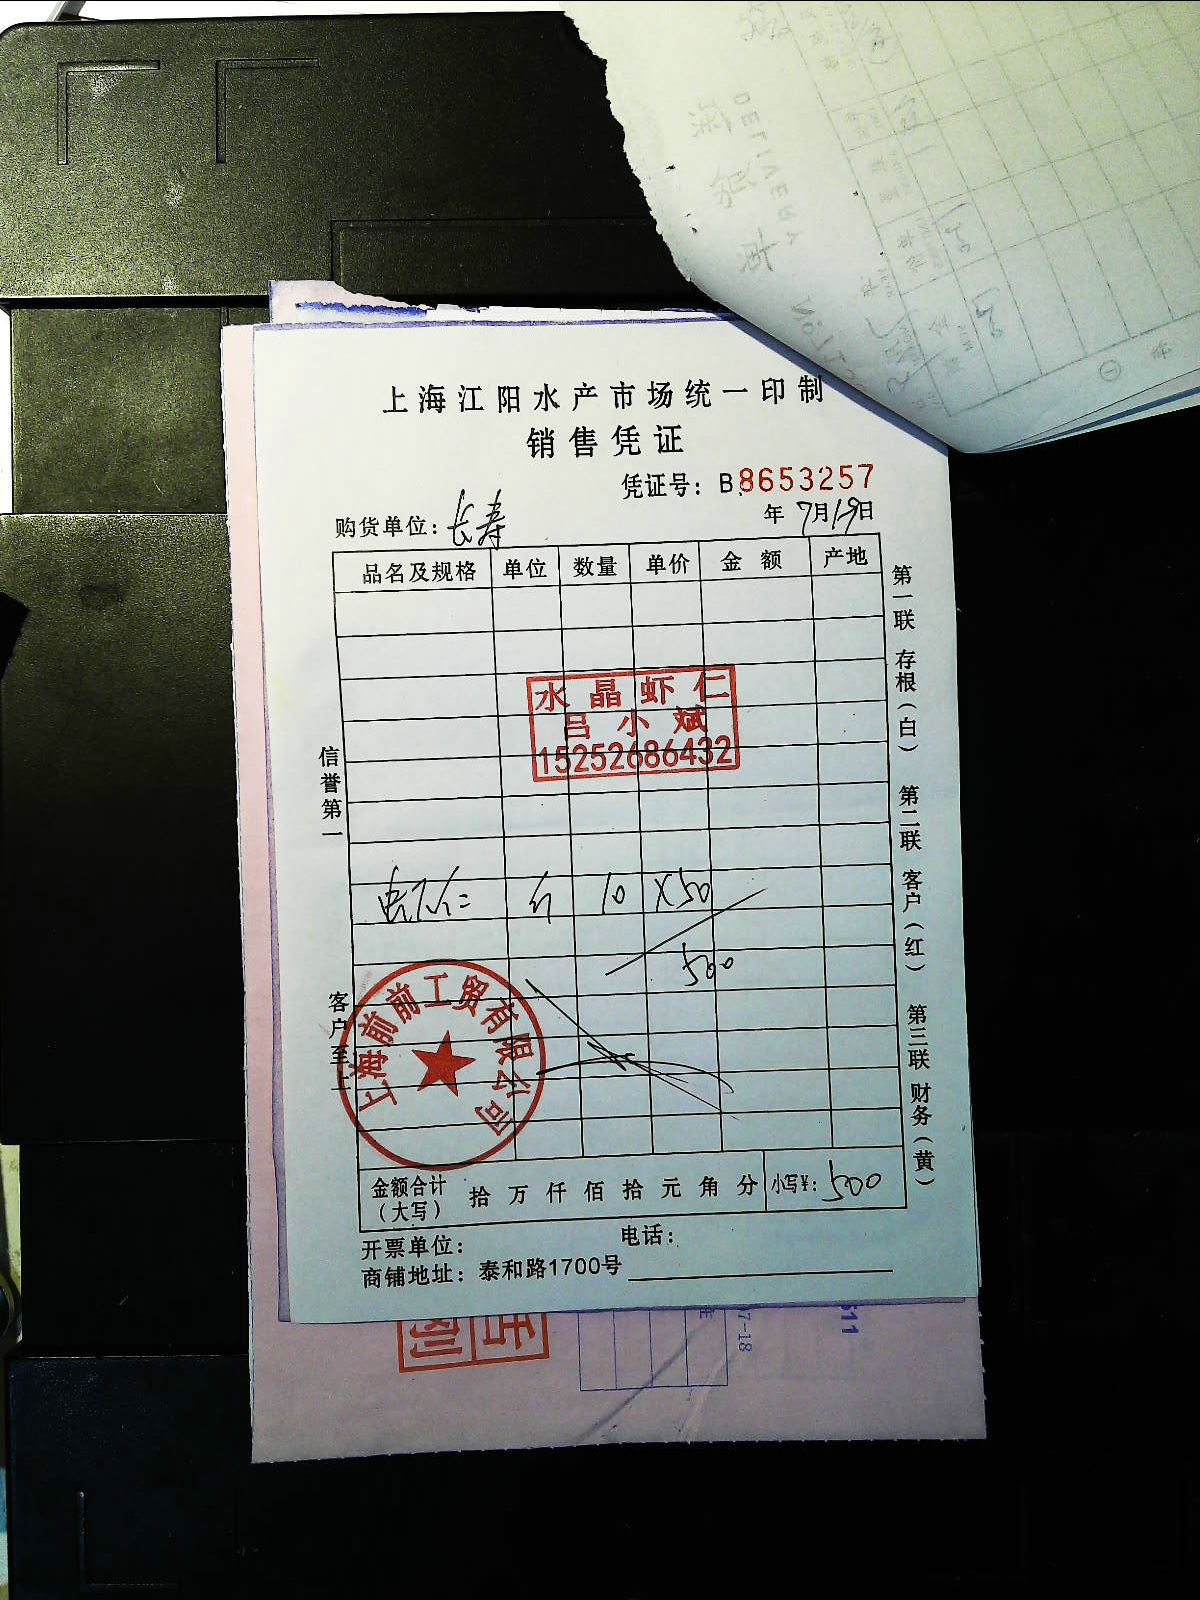 上海江阳水产市场统一印制
销售凭证
凭证号：B 8653257
购货单位：长寿
年 7月19日
品名及规格 单位 数量 单价 金额 产地
水晶虾仁
吕小斌
15252686432
虾仁 斤 10 X50
500
上海前前工贸有限公司
金额合计（大写） 拾 万 仟 佰 拾 元 角 分 小写¥：500
开票单位： 电话：
商铺地址：泰和路1700号
信誉第一
客户至上
第一联 存根（白） 第二联 客户（红） 第三联 财务（黄）
7-18
511